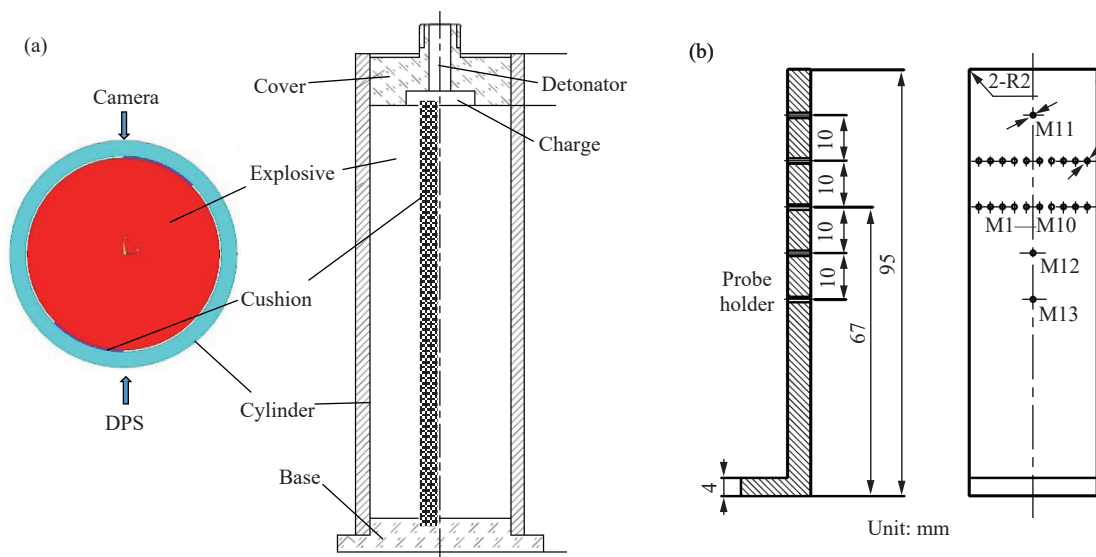 (a)
Camera
DPS
Cover
Detonator
Charge
Explosive
Cushion
Cylinder
Base
(b)
10
10
10
10
67
95
4
Probe
holder
2-R2
M11
M1—M10
M12
M13
Unit: mm